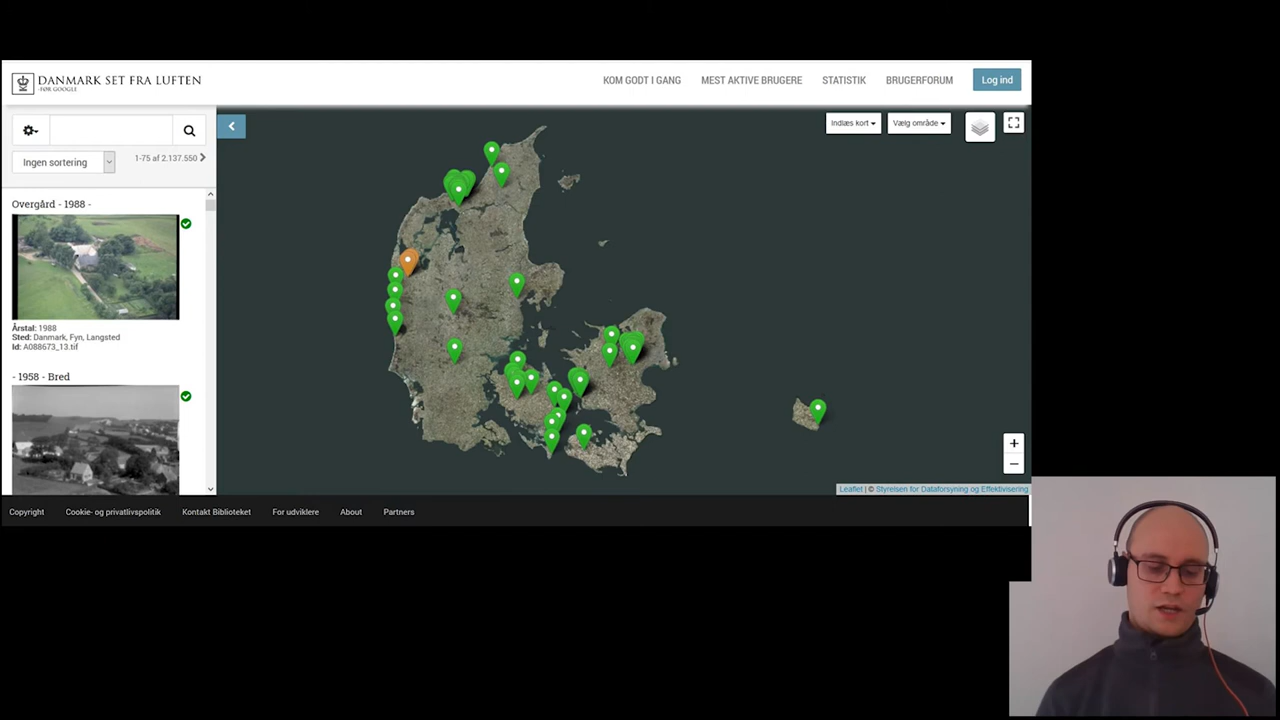 DANMARK SET FRA LUFTEN
-FØR GOOGLE
KOM GODT I GANG
MEST AKTIVE BRUGERE
STATISTIK
BRUGERFORUM
Log ind
Indlæs kort
Vælg område
Ingen sortering
1-75 af 2.137.550
Overgård - 1988 -
Årstal: 1988
Sted: Danmark, Fyn, Langsted
Id: A088673_13.tif
- 1958 - Bred
+
−
Leaflet | © Styrelsen for Dataforsyning og Effektivisering
Copyright
Cookie- og privatlivspolitik
Kontakt Biblioteket
For udviklere
About
Partners